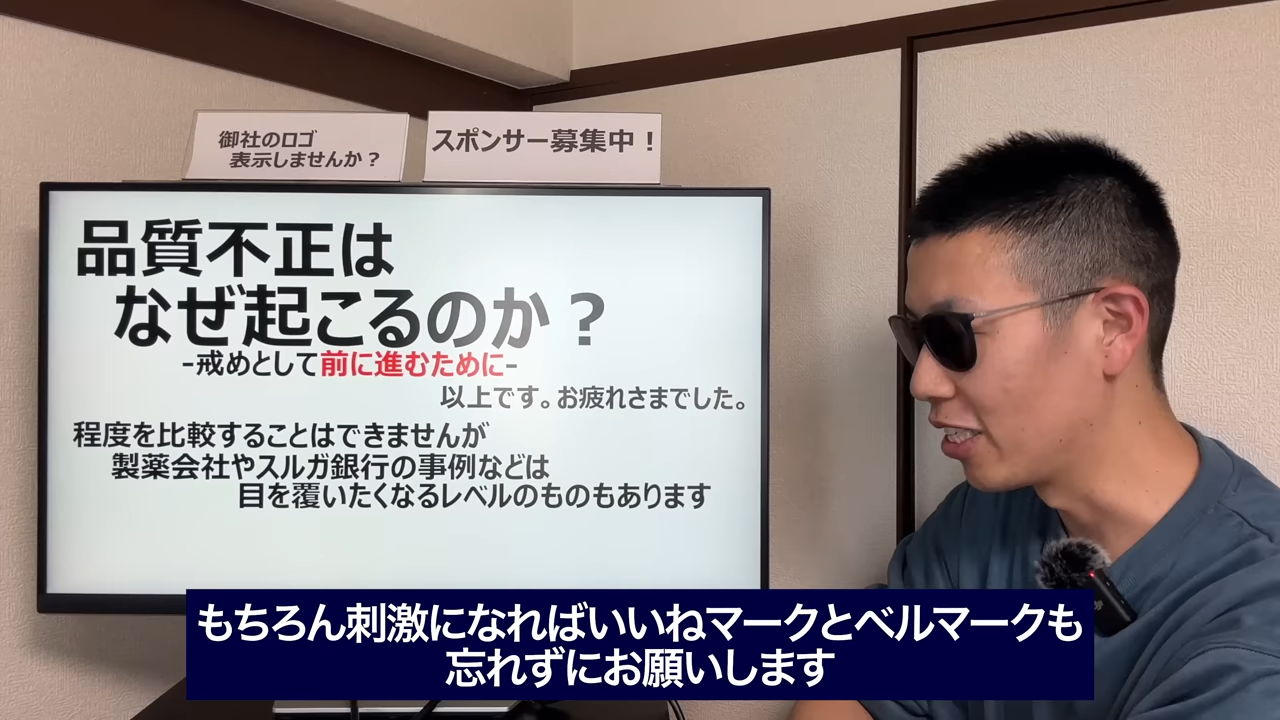 御社のロゴ
表示しませんか?
スポンサー募集中!
品質不正は
なぜ起こるのか?
-戒めとして前に進むために-
以上です。お疲れさまでした。
程度を比較することはできませんが
製薬会社やスルガ銀行の事例などは
目を覆いたくなるレベルのものもあります
もちろん刺激になればいいねマークとベルマークも
忘れずにお願いします